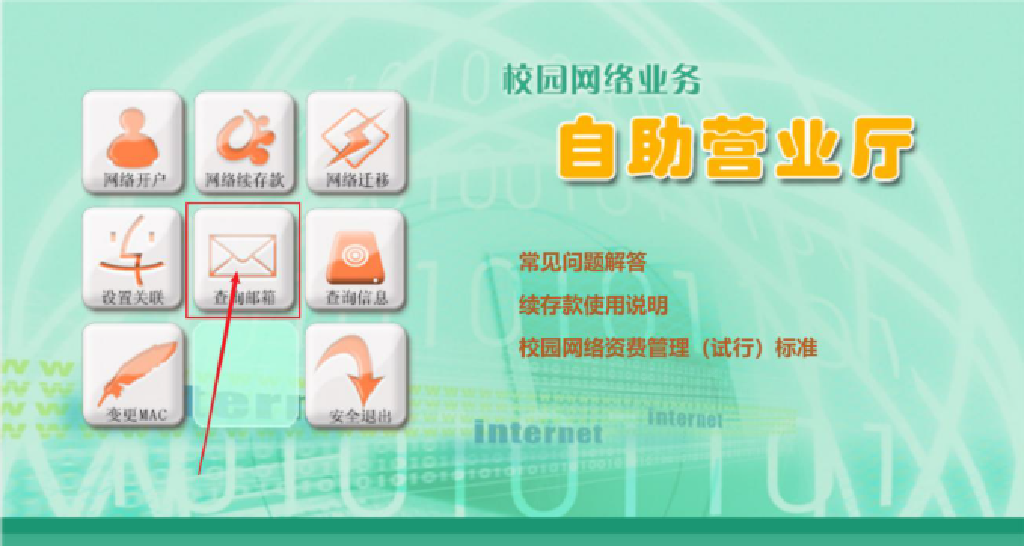 校园网络业务
自助营业厅
网络开户
网络续存款
网络迁移
设置关联
查询邮箱
查询信息
变更MAC
安全退出
常见问题解答
续存款使用说明
校园网络资费管理（试行）标准
internet
internet